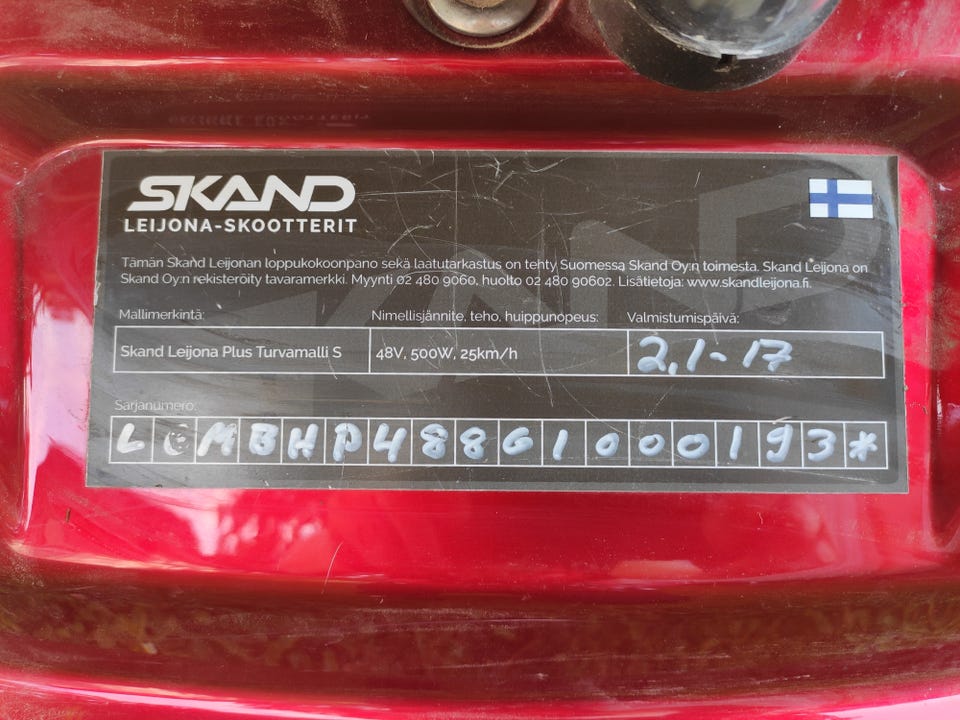 SKAND
LEIJONA-SKOOTTERIT
Tämän Skand Leijonan loppukokoonpano sekä laatutarkastus on tehty Suomessa Skand Oy:n toimesta. Skand Leijona on
Skand Oy:n rekisteröity tavaramerkki. Myynti 02 480 9060, huolto 02 480 90602. Lisätietoja: www.skandleijona.fi.
Mallimerkintä: Nimellisjännite, teho, huippunopeus: Valmistumispäivä:
Skand Leijona Plus Turvamalli S 48V, 500W, 25km/h 2,1-17
Sarjanumero:
L MBHP488G1000193*